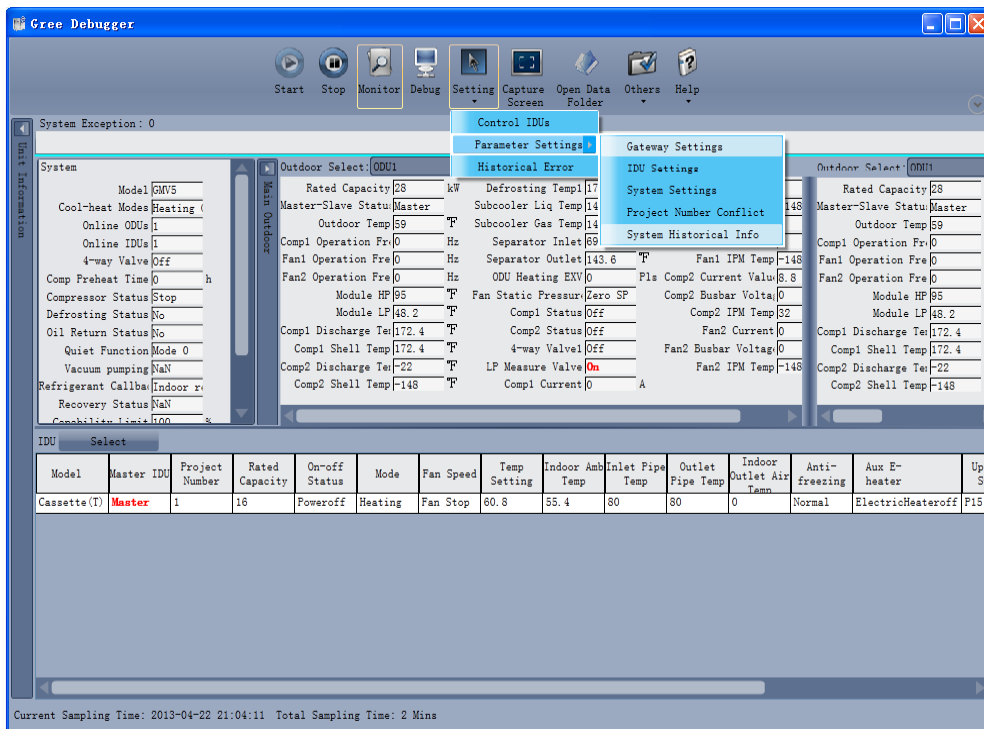 Gree Debugger
Start Stop Monitor Debug Setting Capture Screen Open Data Folder Others Help
System Exception: 0
Control IDUs
Parameter Settings
Historical Error
Gateway Settings
IDU Settings
System Settings
Project Number Conflict
System Historical Info
Unit Information
System
Model GMV5
Cool-heat Modes Heating (
Online ODUs 1
Online IDUs 1
4-way Valve Off
Comp Preheat Time 0 h
Compressor Status Stop
Defrosting Status No
Oil Return Status No
Quiet Function Mode 0
Vacuum pumping NaN
Refrigerant Callba Indoor r
Recovery Status NaN
Capability Limit 100 %
Main Outdoor
Outdoor Select: ODU1
Rated Capacity 28 kW
Master-Slave Statu Master
Outdoor Temp 59 ℉
Comp1 Operation Fr 0 Hz
Fan1 Operation Fre 0 Hz
Fan2 Operation Fre 0 Hz
Module HP 95 ℉
Module LP 48.2 ℉
Comp1 Discharge Te 172.4 ℉
Comp1 Shell Temp 172.4 ℉
Comp2 Discharge Te -22 ℉
Comp2 Shell Temp -148 ℉
Defrosting Temp1 17
Subcooler Liq Temp 14
Subcooler Gas Temp 14
Separator Inlet 69
Separator Outlet 143.6 ℉
ODU Heating EXV 0 Pls
Fan Static Pressur Zero SP
Comp1 Status Off
Comp2 Status Off
4-way Valve1 Off
LP Measure Valve On
Comp1 Current 0 A
-148
Fan1 IPM Temp -148
Comp2 Current Valu 8.8
Comp2 Busbar Volta 0
Comp2 IPM Temp 32
Fan2 Current 0
Fan2 Busbar Voltag 0
Fan2 IPM Temp -148
Outdoor Select: ODU1
Rated Capacity 28
Master-Slave Statu Master
Outdoor Temp 59
Comp1 Operation Fr 0
Fan1 Operation Fre 0
Fan2 Operation Fre 0
Module HP 95
Module LP 48.2
Comp1 Discharge Te 172.4
Comp1 Shell Temp 172.4
Comp2 Discharge Te -22
Comp2 Shell Temp -148
IDU Select
Model Master IDU Project Number Rated Capacity On-off Status Mode Fan Speed Temp Setting Indoor Amb Temp Inlet Pipe Temp Outlet Pipe Temp Indoor Outlet Air Temp Anti-freezing Aux E-heater Up S
Cassette(T) Master 1 16 Poweroff Heating Fan Stop 60.8 55.4 80 80 0 Normal ElectricHeateroff P15
Current Sampling Time: 2013-04-22 21:04:11 Total Sampling Time: 2 Mins